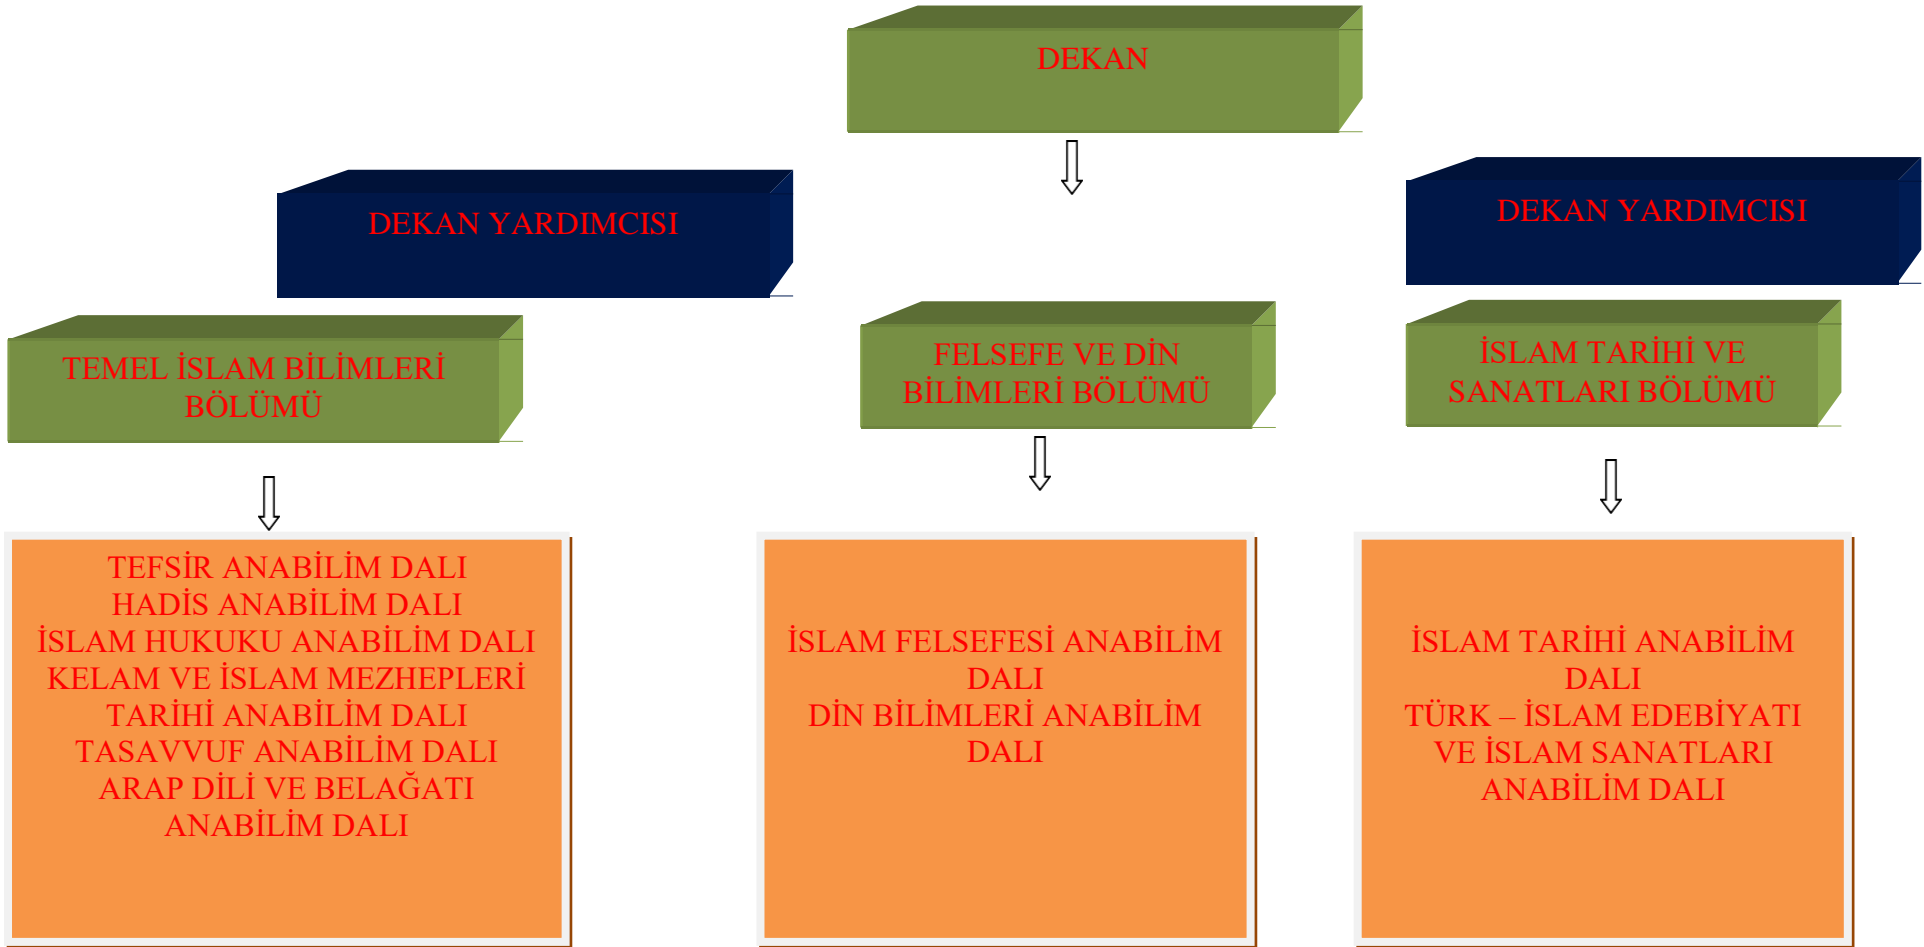 DEKAN
DEKAN YARDIMCISI
DEKAN YARDIMCISI
TEMEL İSLAM BİLİMLERİ
BÖLÜMÜ
FELSEFE VE DİN
BİLİMLERİ BÖLÜMÜ
İSLAM TARİHİ VE
SANATLARI BÖLÜMÜ
TEFSİR ANABİLİM DALI
HADİS ANABİLİM DALI
İSLAM HUKUKU ANABİLİM DALI
KELAM VE İSLAM MEZHEPLERİ
TARİHİ ANABİLİM DALI
TASAVVUF ANABİLİM DALI
ARAP DİLİ VE BELAĞATI
ANABİLİM DALI
İSLAM FELSEFESİ ANABİLİM
DALI
DİN BİLİMLERİ ANABİLİM
DALI
İSLAM TARİHİ ANABİLİM
DALI
TÜRK – İSLAM EDEBİYATI
VE İSLAM SANATLARI
ANABİLİM DALI